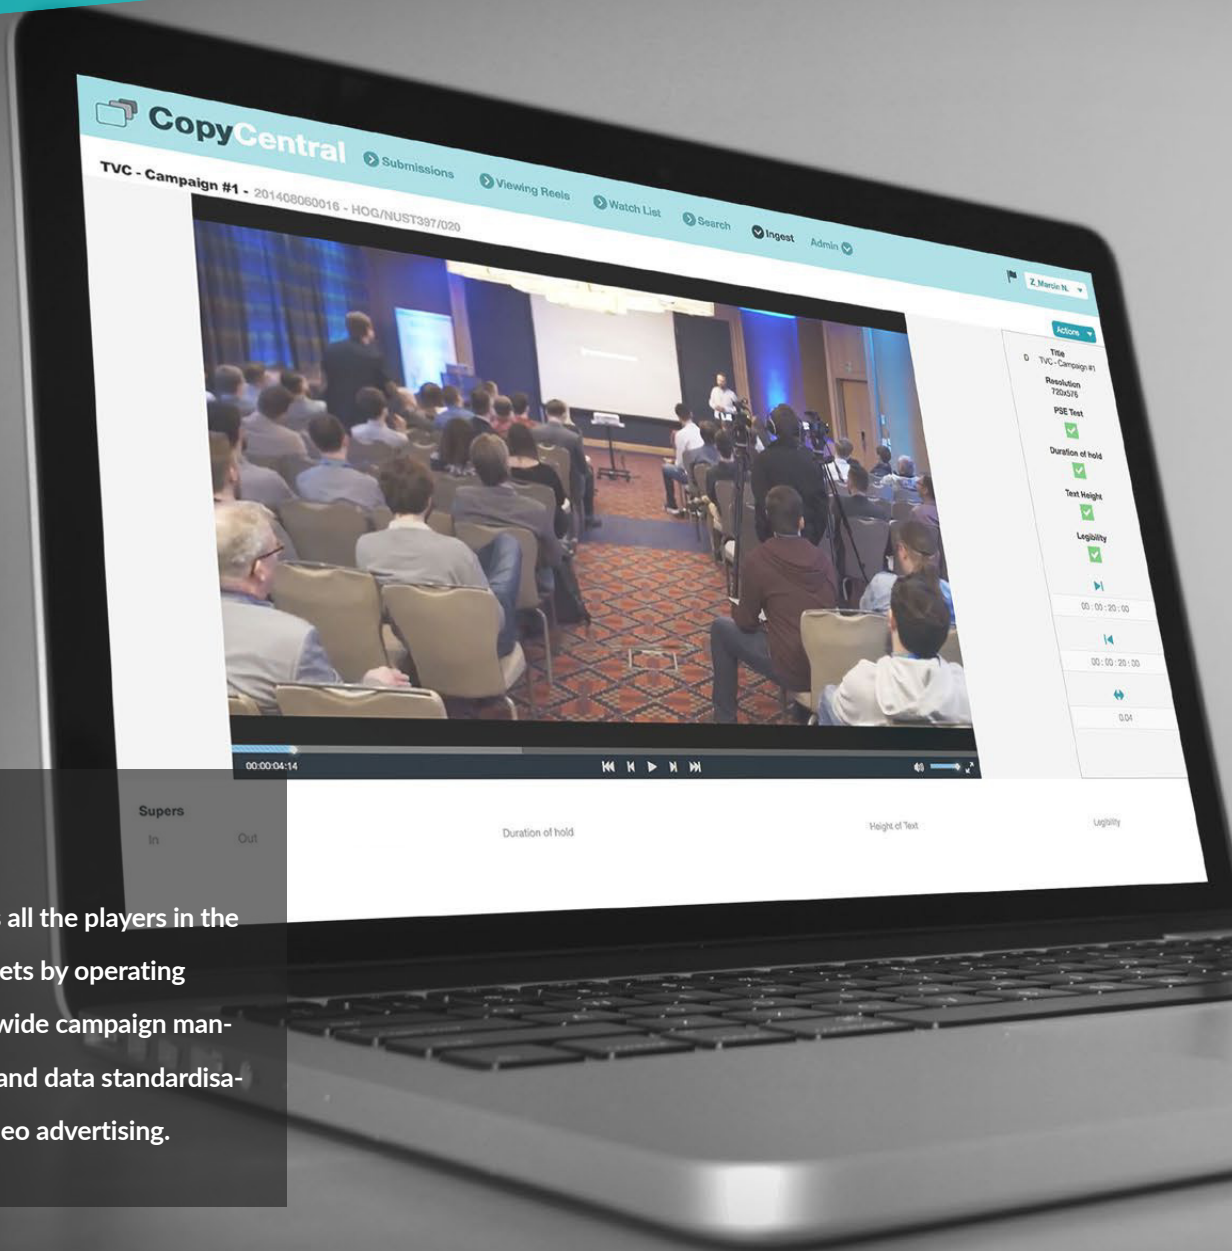 CopyCentral
Submissions
Viewing Reels
Watch List
Search
Ingest
Admin
Z_Marcin N.
TVC - Campaign #1 - 201408060016 - HOG/NUST397/020
Actions
Title
D TVC - Campaign #1
Resolution
720x576
PSE Test
Duration of hold
Text Height
Legibility
00:00:20:00
00:00:20:00
0.04
00:00:04:14
Supers
In Out Duration of hold Height of Text Legibility
all the players in the
ets by operating
wide campaign man-
and data standardisa-
eo advertising.